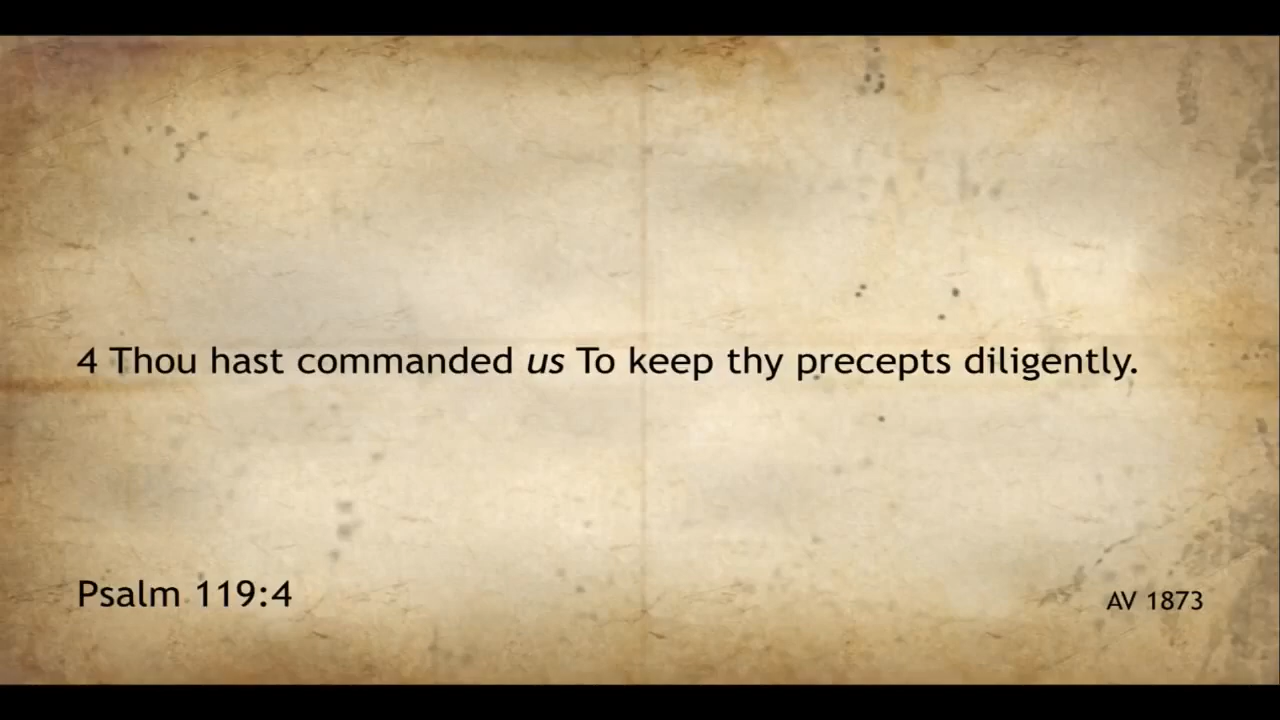 4 Thou hast commanded us To keep thy precepts diligently.
Psalm 119:4
AV 1873